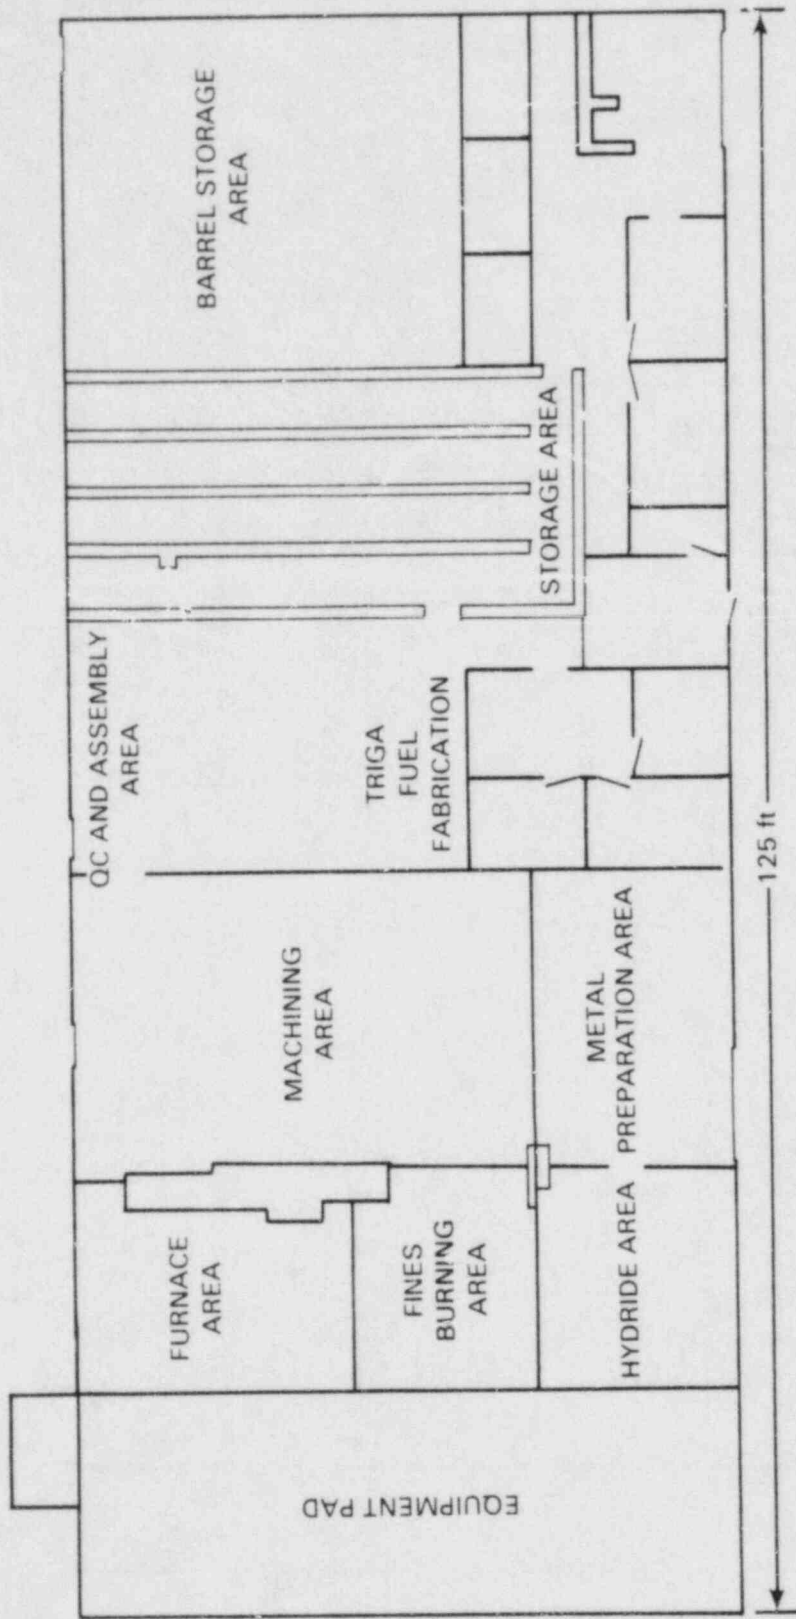 BARREL STORAGE
AREA
STORAGE AREA
QC AND ASSEMBLY
AREA
TRIGA
FUEL
FABRICATION
MACHINING
AREA
METAL
PREPARATION AREA
FURNACE
AREA
FINES
BURNING
AREA
HYDRIDE AREA
EQUIPMENT PAD
125 ft